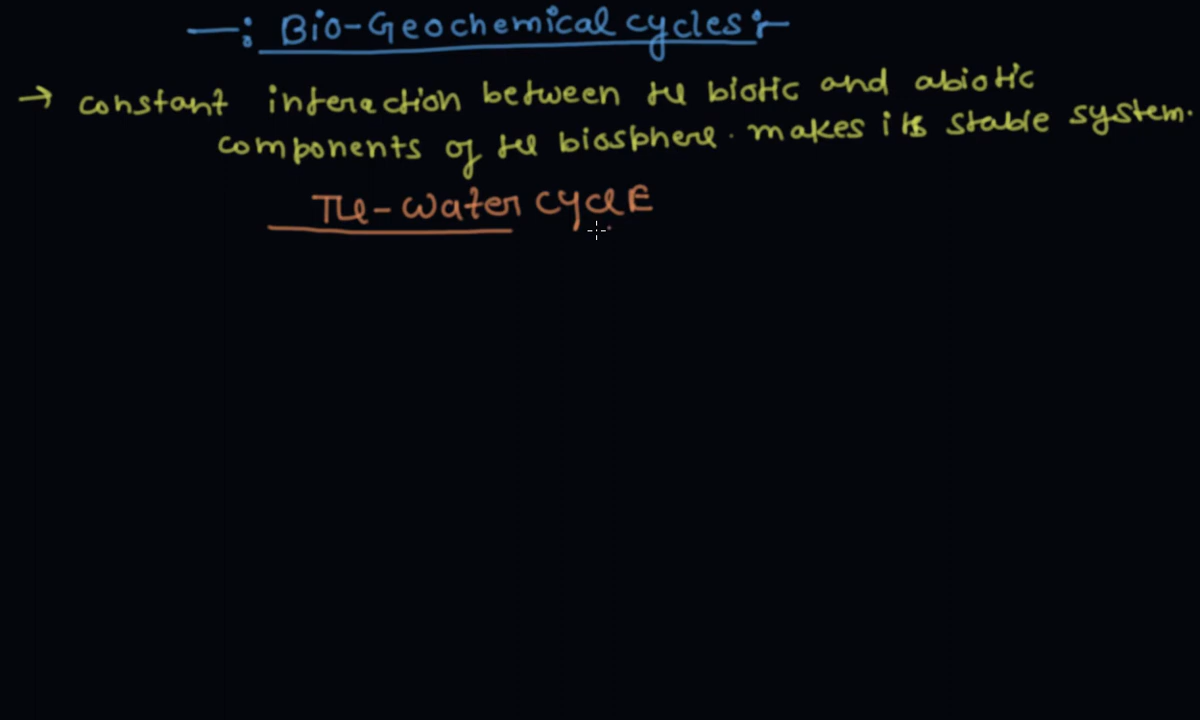 —: Bio-Geochemical cycles :-
→ constant interaction between the biotic and abiotic
components of the biosphere. makes its stable system.
The - water cyclE